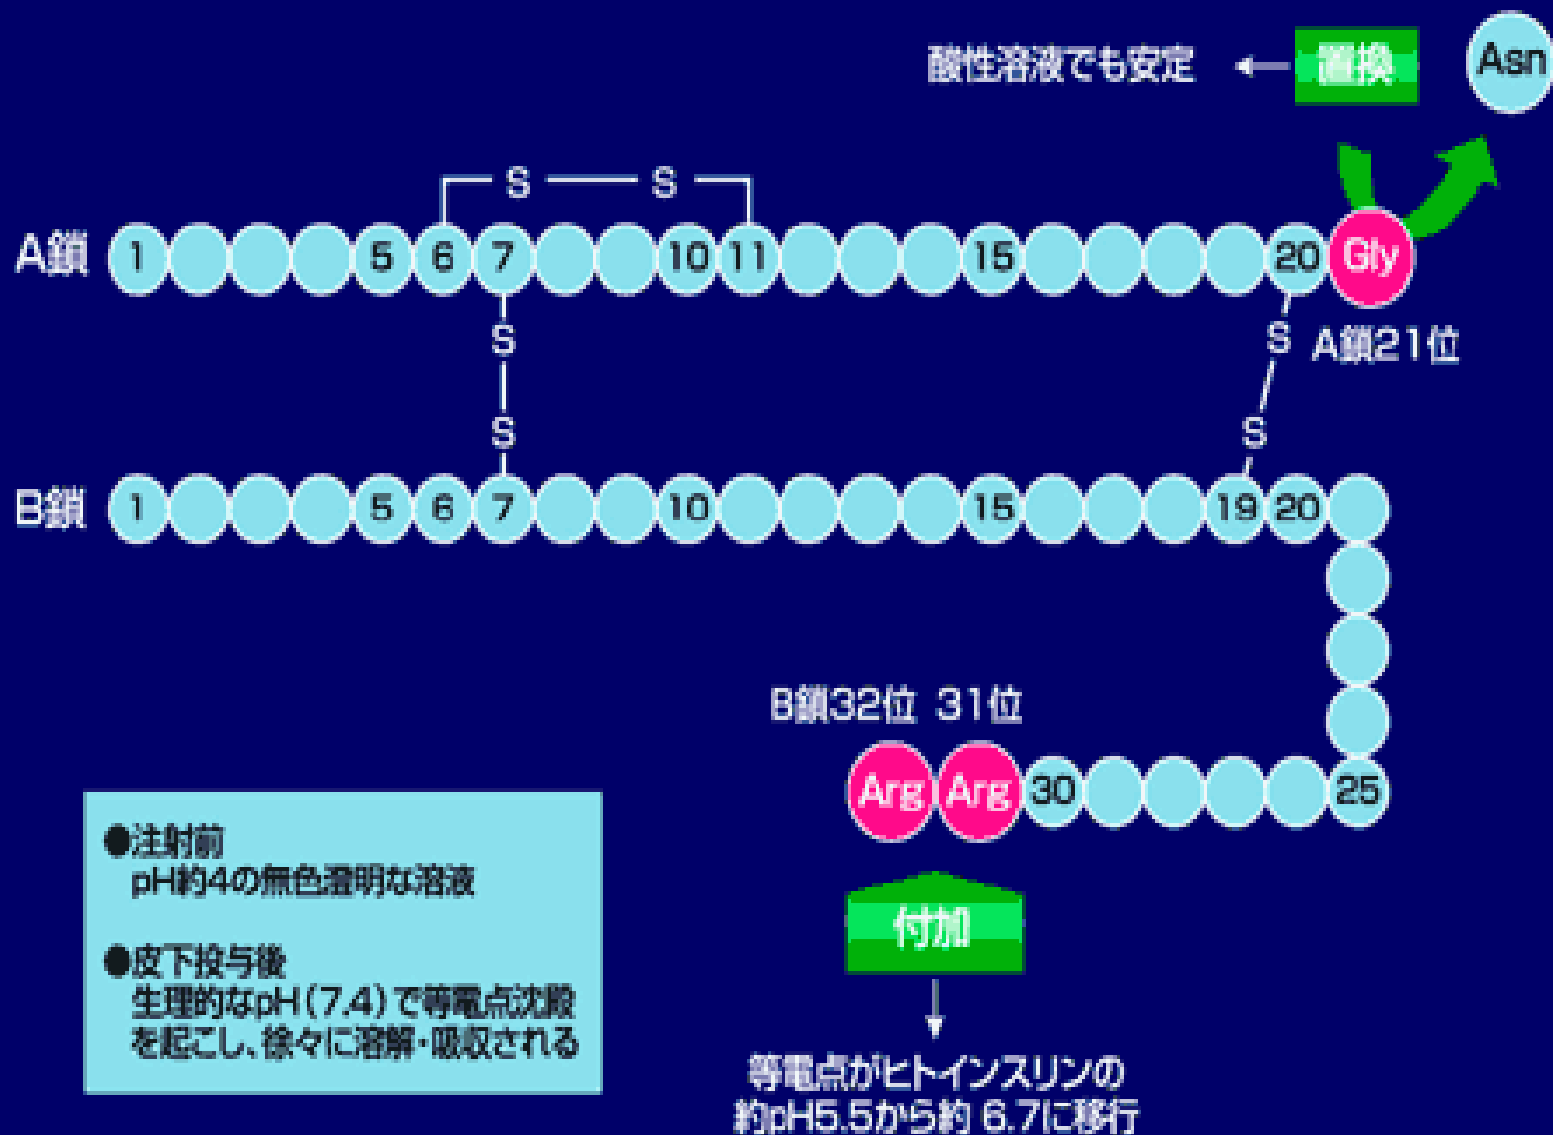 酸性溶液でも安定 ← 置換 Asn
S S
A鎖 1 5 6 7 10 11 15 20 Gly
S S A鎖21位
S S
B鎖 1 5 6 7 10 15 19 20
B鎖32位 31位
Arg Arg 30 25
付加
等電点がヒトインスリンの
約pH5.5から約 6.7に移行
●注射前
pH約4の無色澄明な溶液
●皮下投与後
生理的なpH(7.4)で等電点沈殿
を起こし、徐々に溶解・吸収される